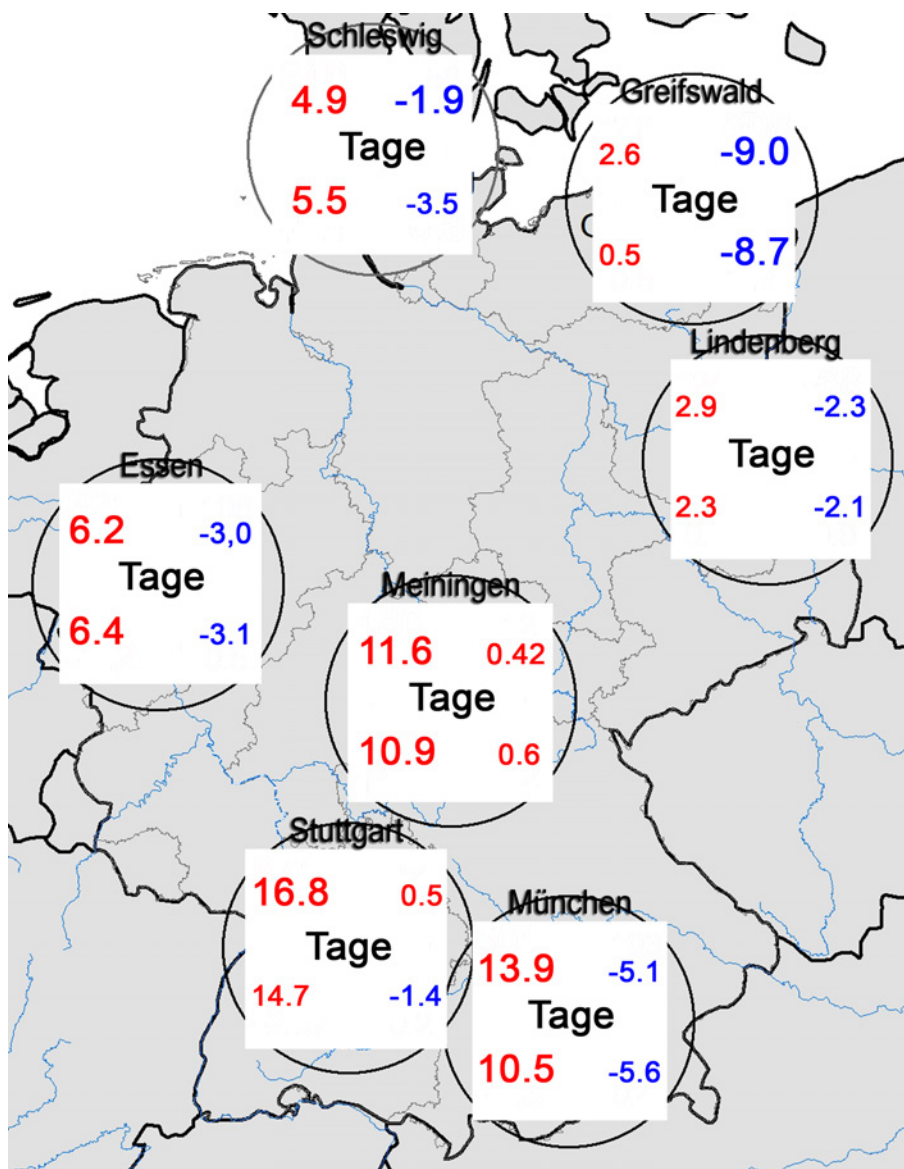 Schleswig
4.9 -1.9
Tage
5.5 -3.5
Greifswald
2.6 -9.0
Tage
0.5 -8.7
Lindenberg
2.9 -2.3
Tage
2.3 -2.1
Essen
6.2 -3,0
Tage
6.4 -3.1
Meiningen
11.6 0.42
Tage
10.9 0.6
Stuttgart
16.8 0.5
Tage
14.7 -1.4
München
13.9 -5.1
Tage
10.5 -5.6